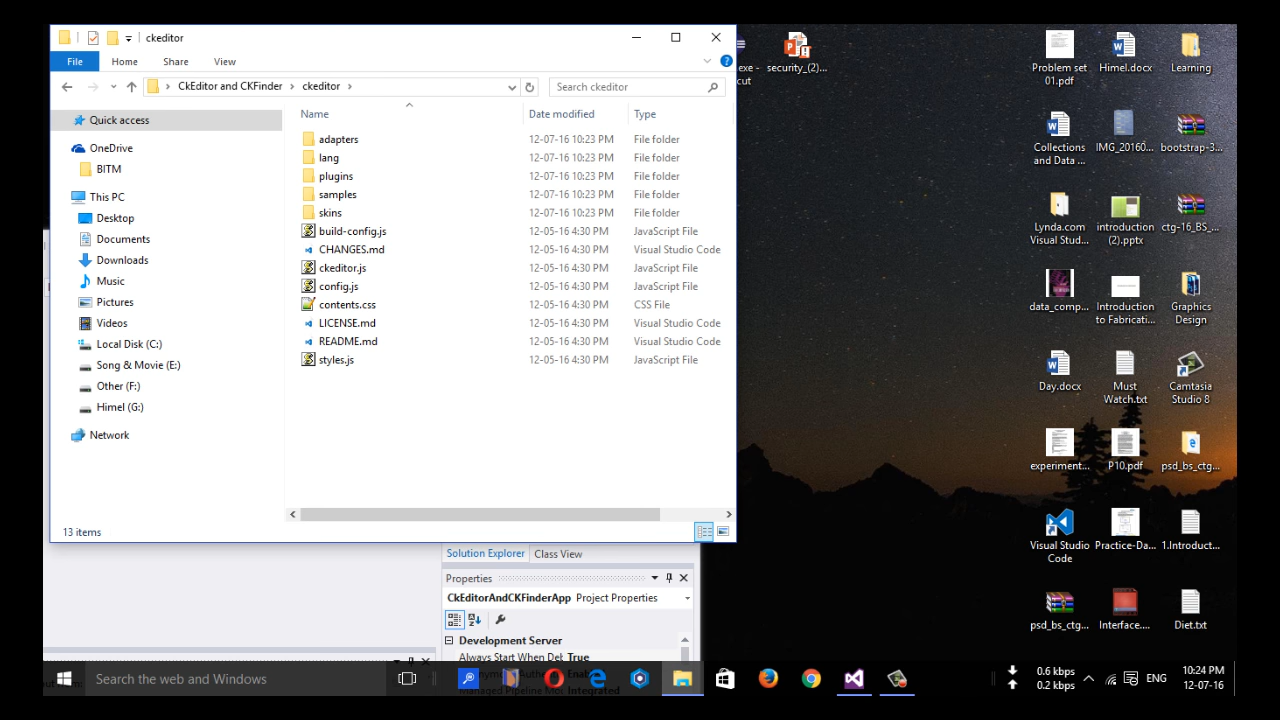 ckeditor
File Home Share View
CkEditor and CKFinder ckeditor Search ckeditor
Name Date modified Type
Quick access
OneDrive
BITM
This PC
Desktop
Documents
Downloads
Music
Pictures
Videos
Local Disk (C:)
Song & Movie (E:)
Other (F:)
Himel (G:)
Network
adapters 12-07-16 10:23 PM File folder
lang 12-07-16 10:23 PM File folder
plugins 12-07-16 10:23 PM File folder
samples 12-07-16 10:23 PM File folder
skins 12-07-16 10:23 PM File folder
build-config.js 12-05-16 4:30 PM JavaScript File
CHANGES.md 12-05-16 4:30 PM Visual Studio Code
ckeditor.js 12-05-16 4:30 PM JavaScript File
config.js 12-05-16 4:30 PM JavaScript File
contents.css 12-05-16 4:30 PM CSS File
LICENSE.md 12-05-16 4:30 PM Visual Studio Code
README.md 12-05-16 4:30 PM Visual Studio Code
styles.js 12-05-16 4:30 PM JavaScript File
13 items
Solution Explorer Class View
Properties
CkEditorAndCKFinderApp Project Properties
Development Server
Always Start When Det True
Managed Pipeline Mo Integrated
exe -
cut
security_(2)...
Problem set
01.pdf
Himel.docx
Learning
Collections
and Data ...
IMG_20160...
bootstrap-3...
Lynda.com
Visual Stud...
introduction
(2).pptx
ctg-16_BS_...
data_comp...
Introduction
to Fabricati...
Graphics
Design
Day.docx
Must
Watch.txt
Camtasia
Studio 8
experiment...
P10.pdf
psd_bs_ctg...
Visual Studio
Code
Practice-Da...
1.Introduct...
psd_bs_ctg...
Interface....
Diet.txt
Search the web and Windows
0.6 kbps
0.2 kbps
ENG
10:24 PM
12-07-16